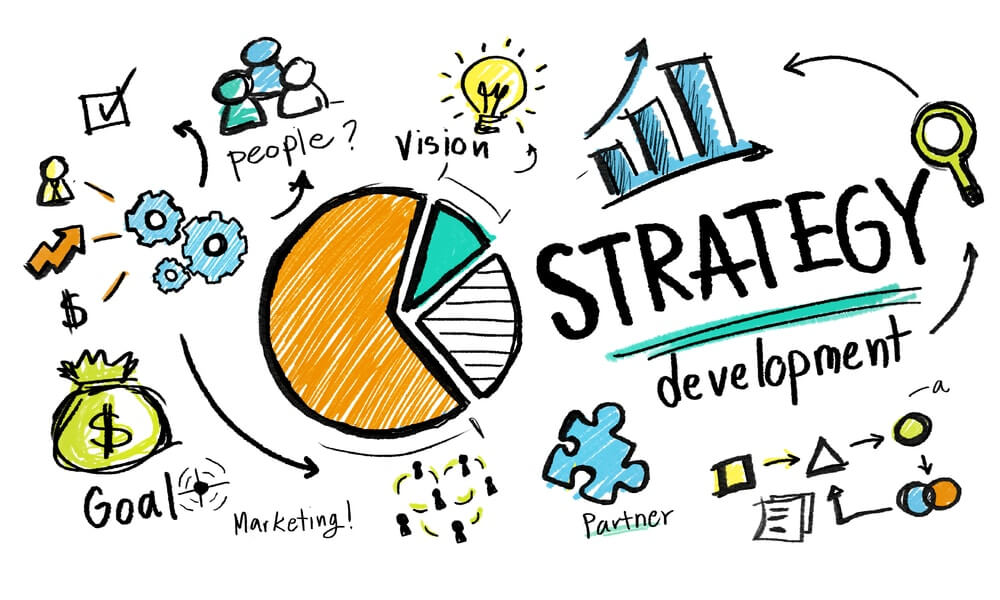 people?
Vision
STRATEGY
development
$
$
Goal
Marketing!
Partner
a